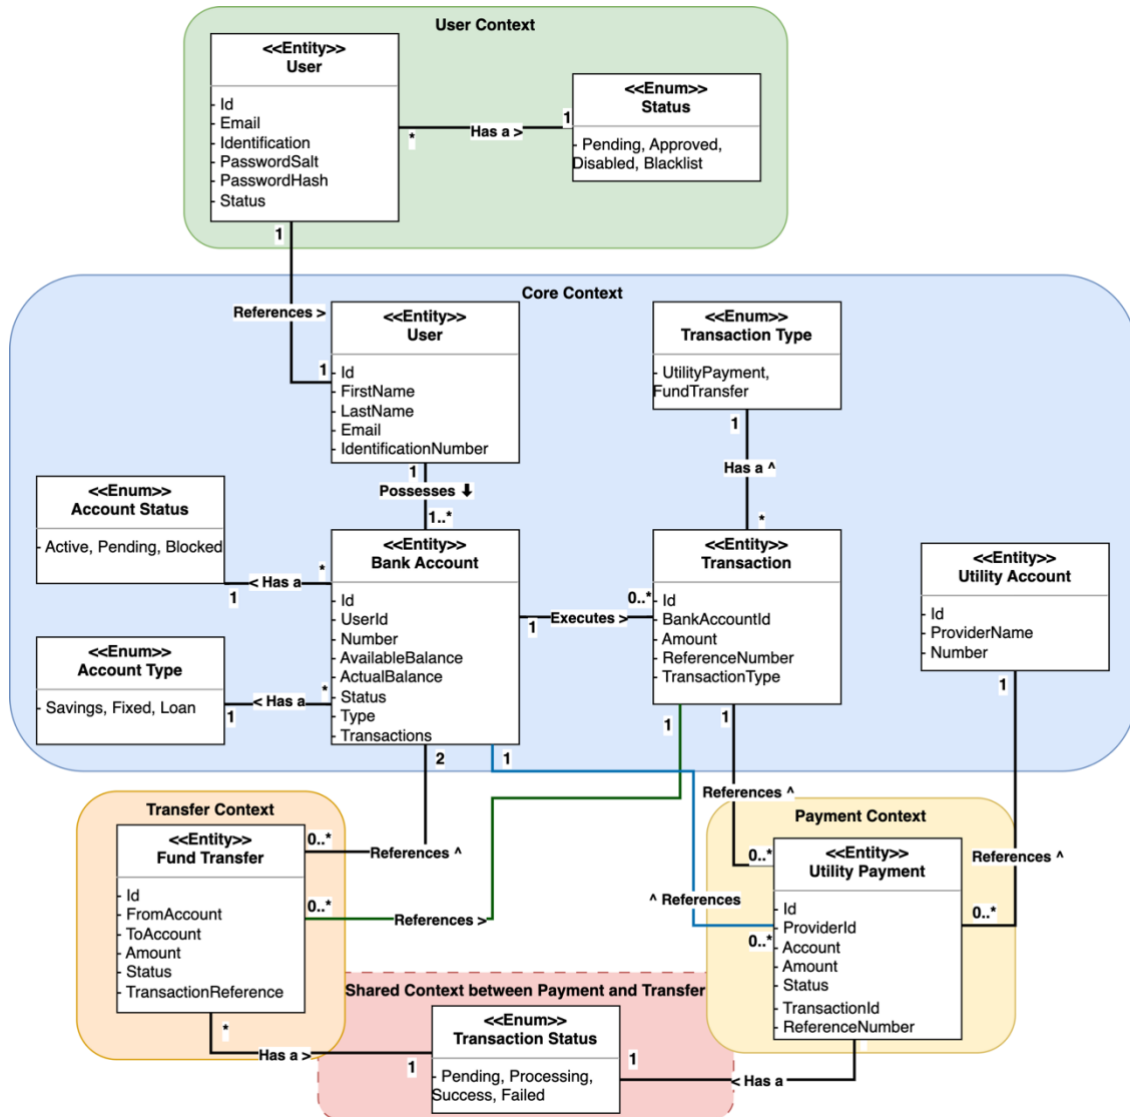 User Context
<<Entity>>
User
- Id
- Email
- Identification
- PasswordSalt
- PasswordHash
- Status
<<Enum>>
Status
- Pending, Approved,
Disabled, Blacklist
*
Has a >
1
1
References >
1
Core Context
<<Entity>>
User
- Id
- FirstName
- LastName
- Email
- IdentificationNumber
<<Enum>>
Transaction Type
- UtilityPayment,
FundTransfer
1
Has a ^
*
1
Possesses ⬇
1..*
<<Enum>>
Account Status
- Active, Pending, Blocked
1
< Has a
*
<<Enum>>
Account Type
- Savings, Fixed, Loan
1
< Has a
*
<<Entity>>
Bank Account
- Id
- UserId
- Number
- AvailableBalance
- ActualBalance
- Status
- Type
- Transactions
1
Executes >
0..*
<<Entity>>
Transaction
- Id
- BankAccountId
- Amount
- ReferenceNumber
- TransactionType
<<Entity>>
Utility Account
- Id
- ProviderName
- Number
2
1
1
1
1
References ^
Transfer Context
<<Entity>>
Fund Transfer
- Id
- FromAccount
- ToAccount
- Amount
- Status
- TransactionReference
0..*
References ^
0..*
References >
^ References
Payment Context
<<Entity>>
Utility Payment
- Id
- ProviderId
- Account
- Amount
- Status
- TransactionId
- ReferenceNumber
0..*
0..*
References ^
0..*
Shared Context between Payment and Transfer
<<Enum>>
Transaction Status
- Pending, Processing,
Success, Failed
*
Has a >
1
1
< Has a